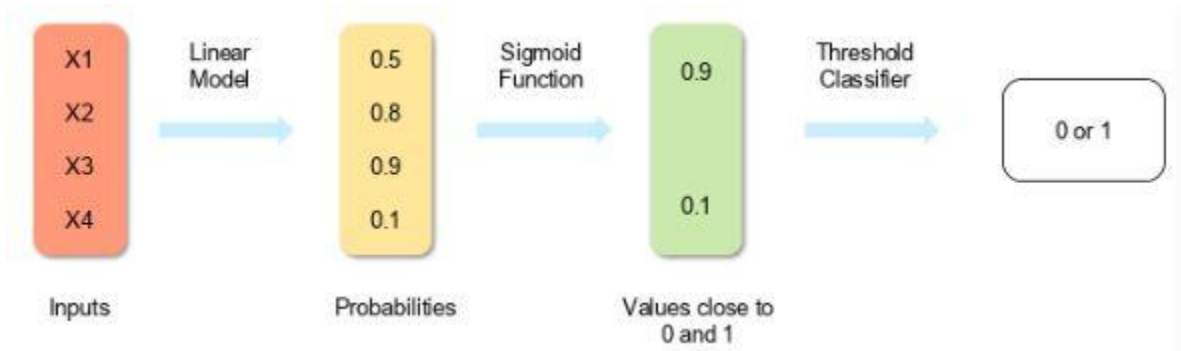 X1
X2
X3
X4
Inputs
Linear
Model
0.5
0.8
0.9
0.1
Probabilities
Sigmoid
Function
0.9
0.1
Values close to
0 and 1
Threshold
Classifier
0 or 1